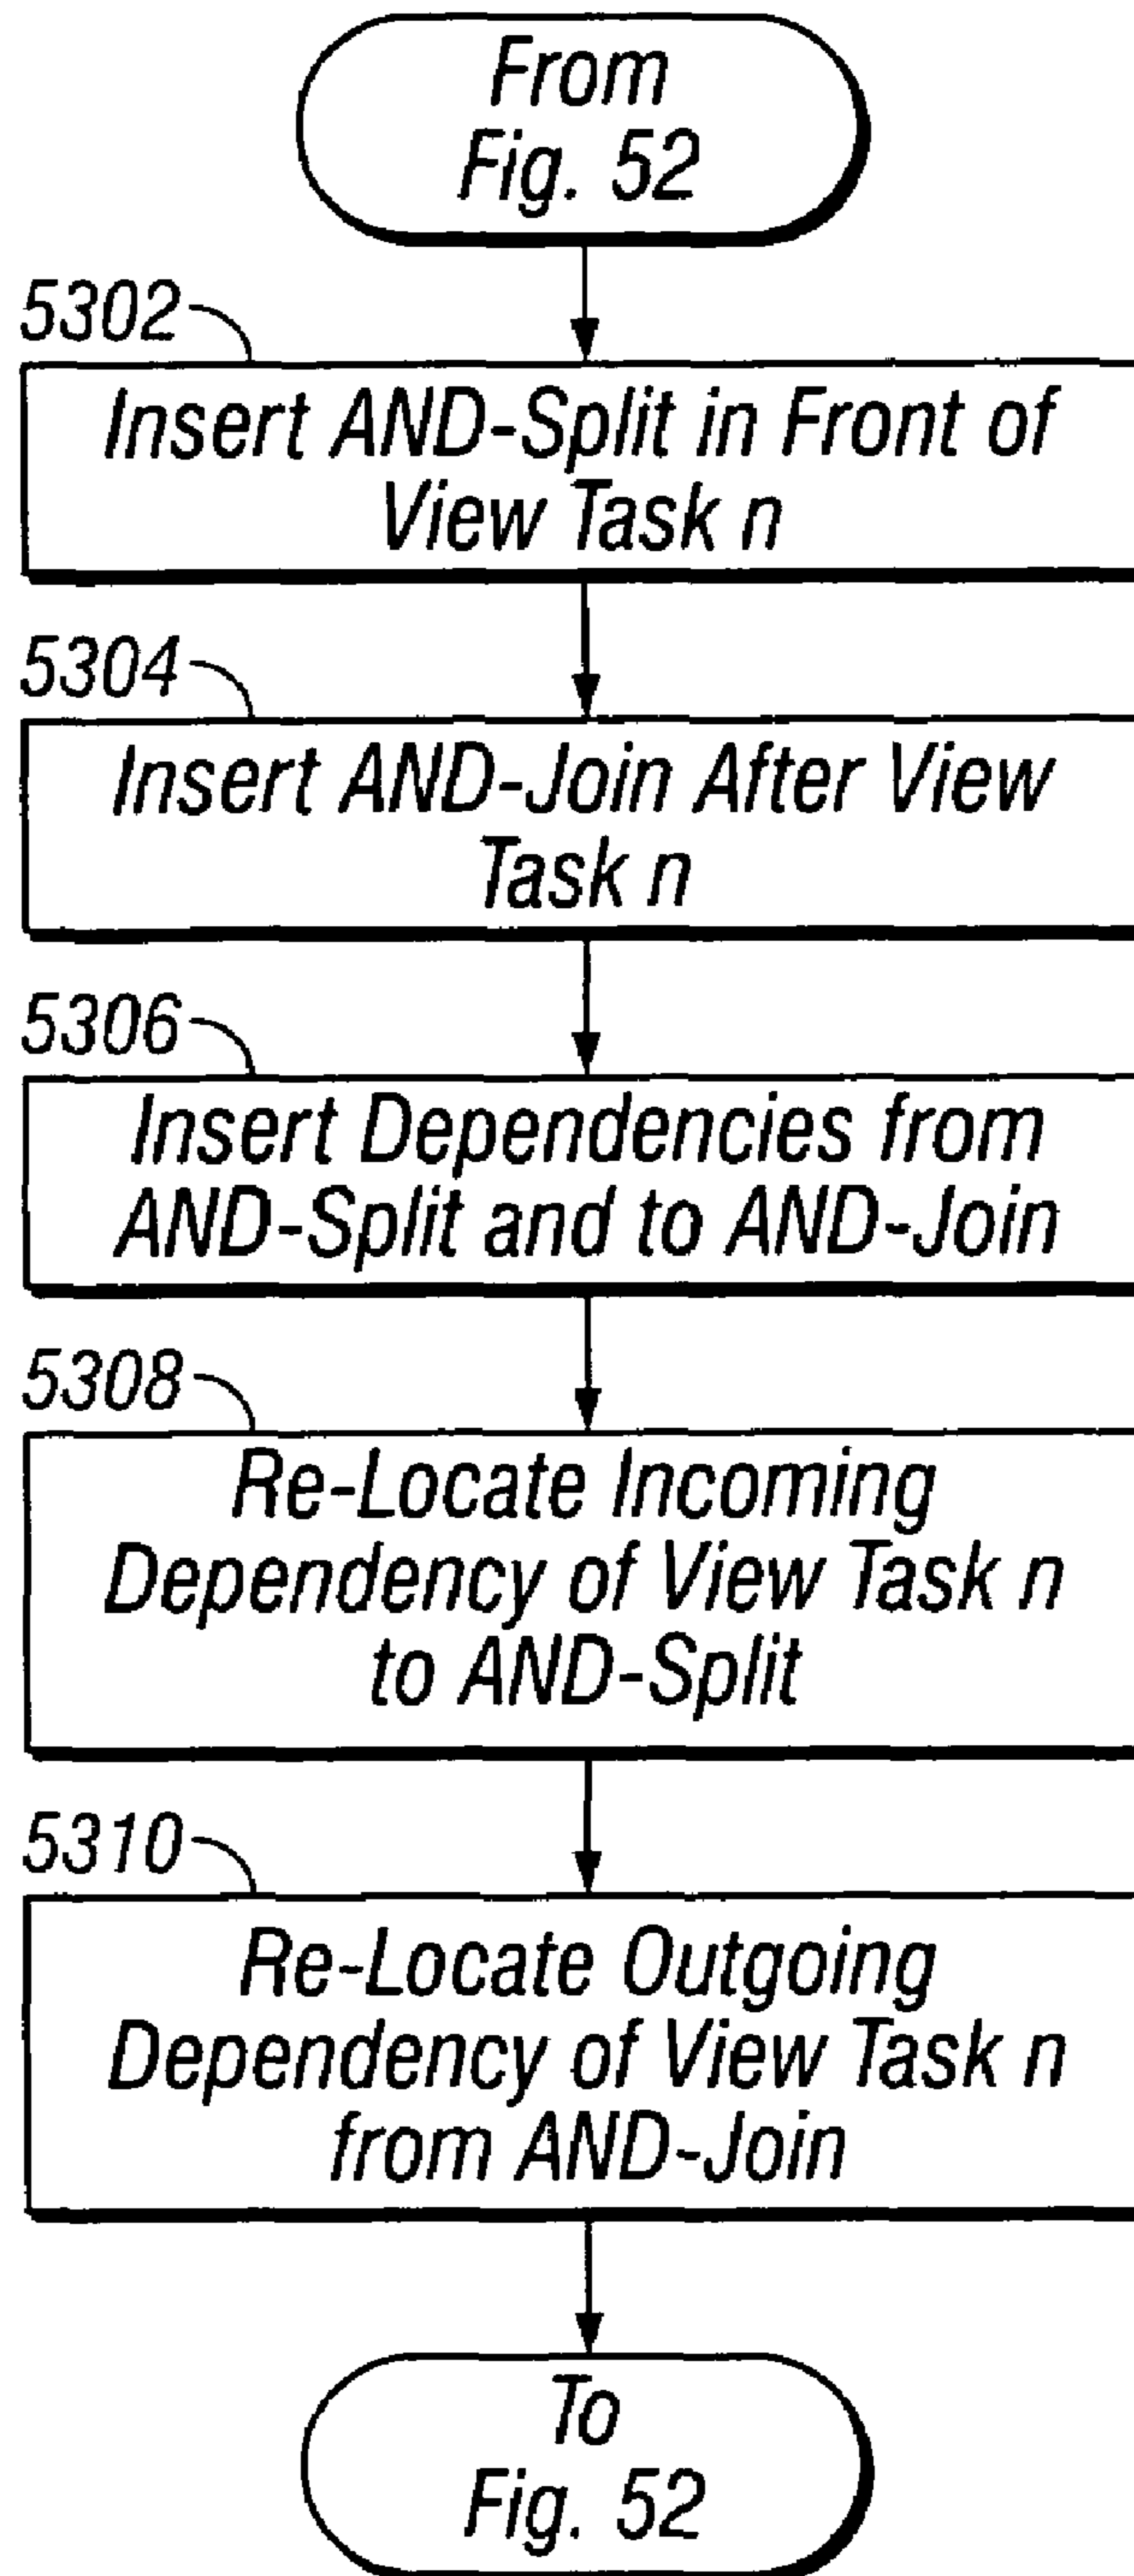 From
Fig. 52
5302
Insert AND-Split in Front of
View Task n
5304
Insert AND-Join After View
Task n
5306
Insert Dependencies from
AND-Split and to AND-Join
5308
Re-Locate Incoming
Dependency of View Task n
to AND-Split
5310
Re-Locate Outgoing
Dependency of View Task n
from AND-Join
To
Fig. 52